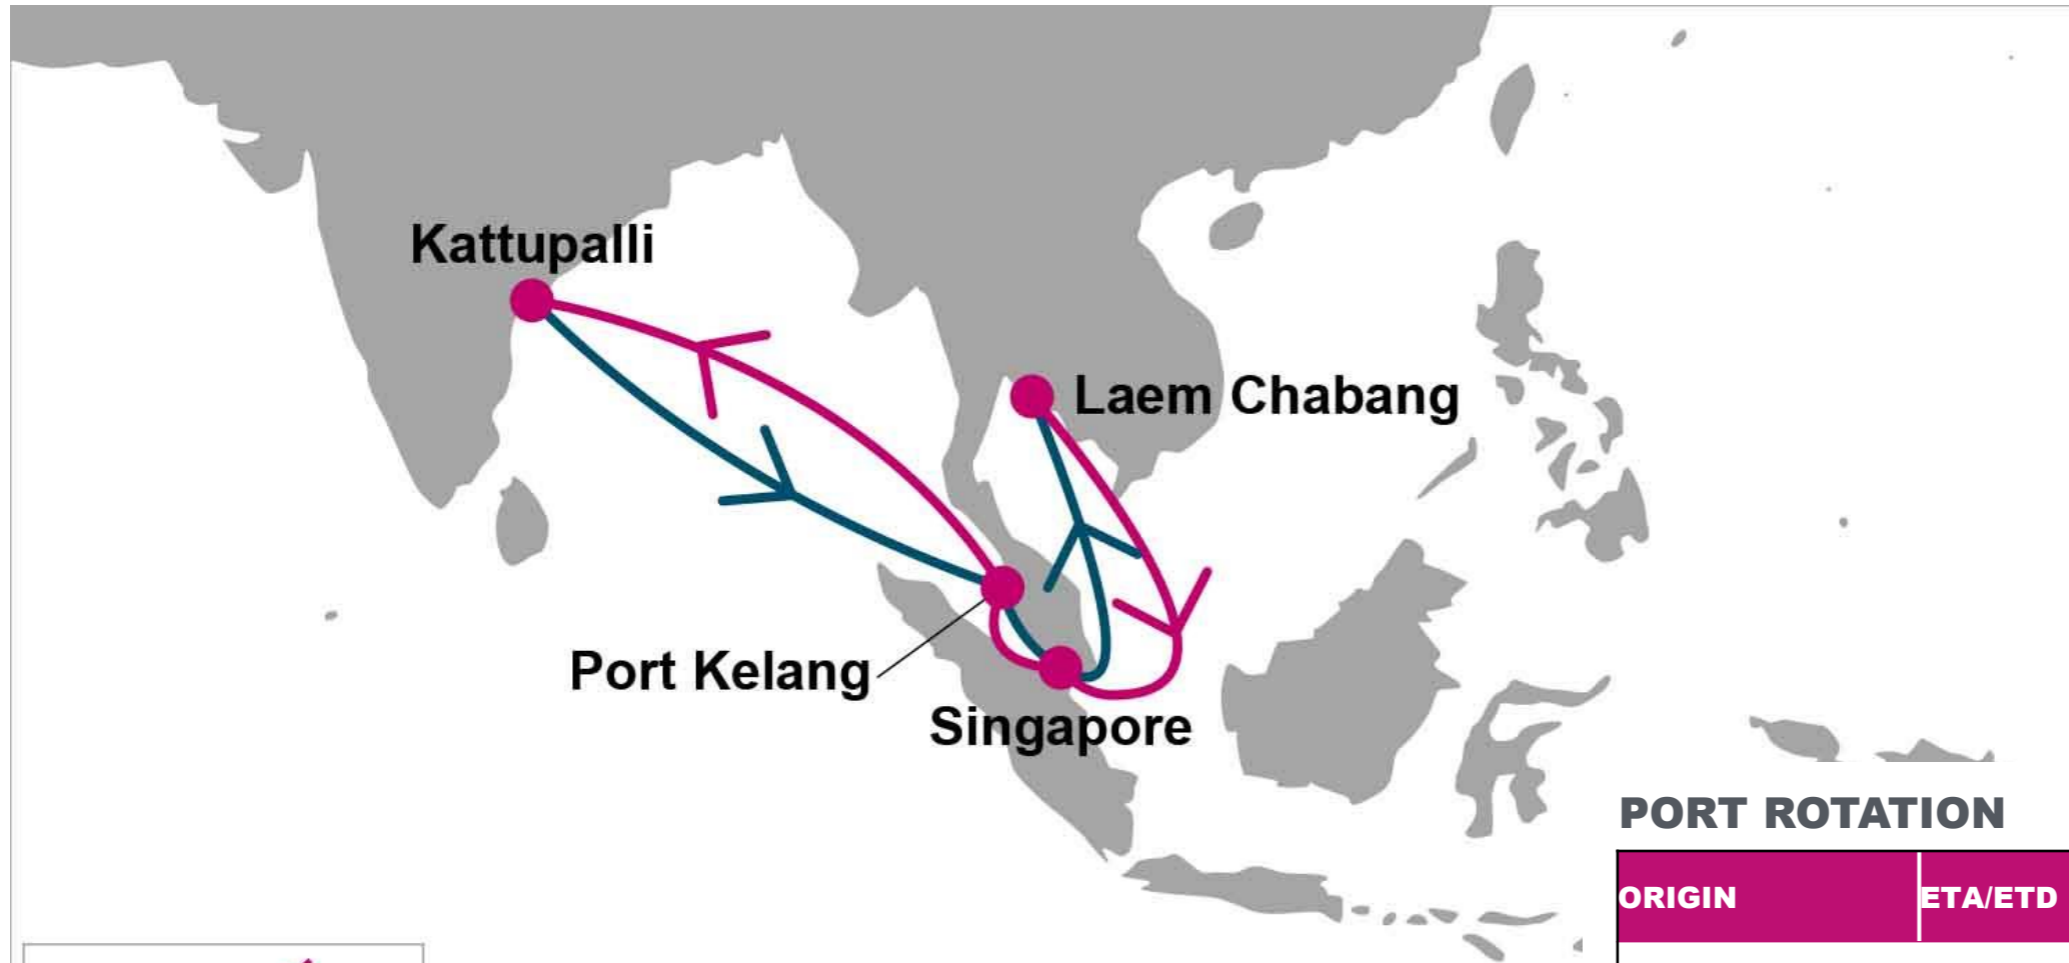 Kattupalli
Laem Chabang
Port Kelang
Singapore
PORT ROTATION
ORIGIN
ETA/ETD